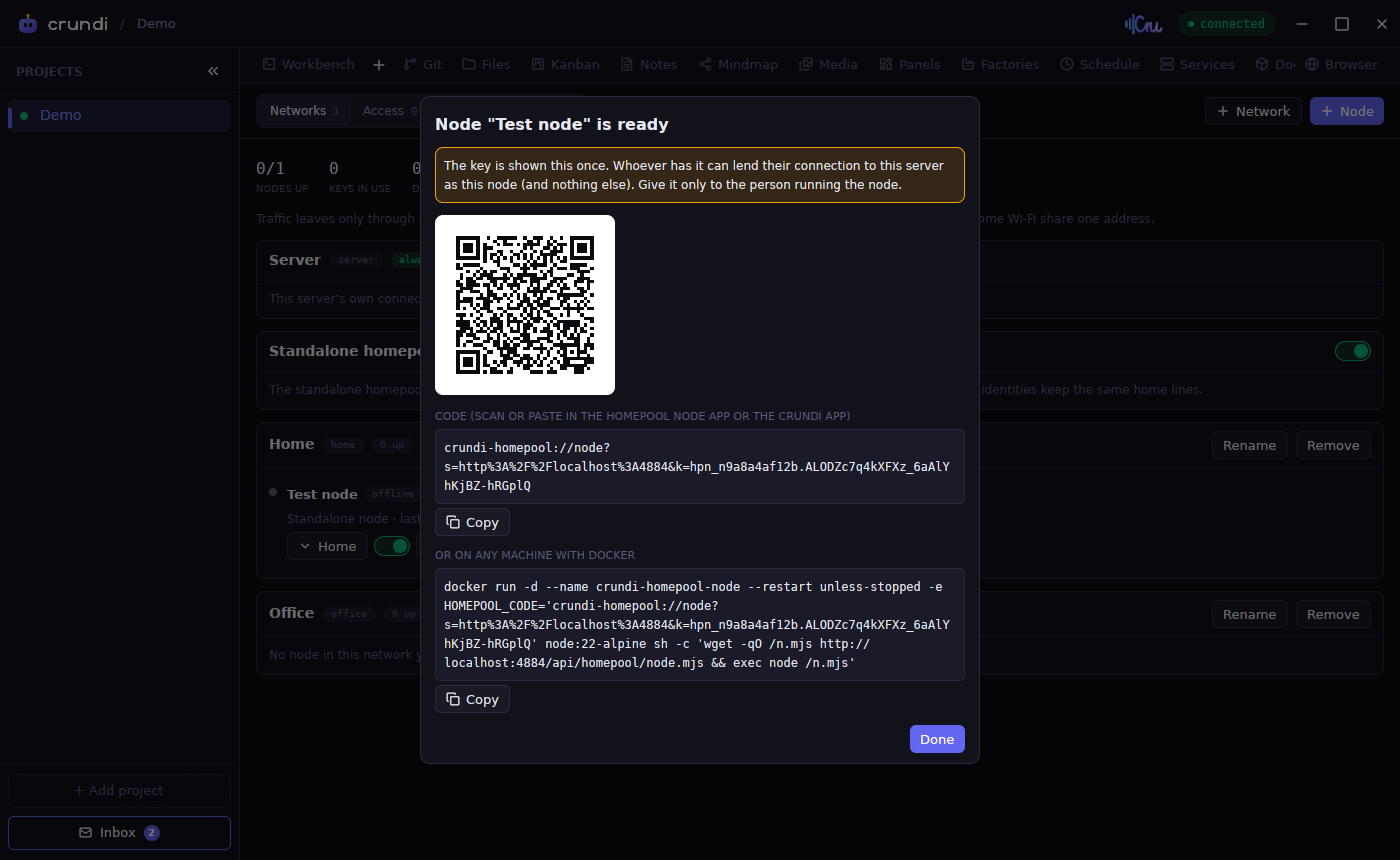 crundi / Demo
Cru
connected
PROJECTS
Workbench
Git
Files
Kanban
Notes
Mindmap
Media
Panels
Factories
Schedule
Services
Browser
Demo
Networks 1
Access 0
+ Network
+ Node
0/1
NODES UP
0
KEYS IN USE
Traffic leaves only through
ome Wi-Fi share one address.
Server server
This server's own connec
Standalone homepo
The standalone homepoo
identities keep the same home lines.
Home home 0 up
Rename
Remove
Test node offline
Standalone node · last
Home
Office office 0 up
Rename
Remove
No node in this network y
+ Add project
Inbox 2
Node "Test node" is ready
The key is shown this once. Whoever has it can lend their connection to this server
as this node (and nothing else). Give it only to the person running the node.
CODE (SCAN OR PASTE IN THE HOMEPOOL NODE APP OR THE CRUNDI APP)
crundi-homepool://node?
s=http%3A%2F%2Flocalhost%3A4884&k=hpn_n9a8a4af12b.ALODZc7q4kXFXz_6aAlY
hKjBZ-hRGplQ
Copy
OR ON ANY MACHINE WITH DOCKER
docker run -d --name crundi-homepool-node --restart unless-stopped -e
HOMEPOOL_CODE='crundi-homepool://node?
s=http%3A%2F%2Flocalhost%3A4884&k=hpn_n9a8a4af12b.ALODZc7q4kXFXz_6aAlY
hKjBZ-hRGplQ' node:22-alpine sh -c 'wget -qO /n.mjs http://
localhost:4884/api/homepool/node.mjs && exec node /n.mjs'
Copy
Done